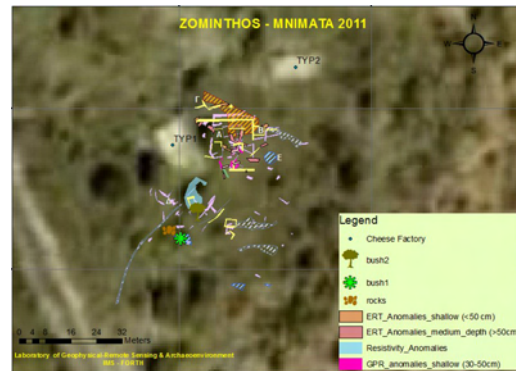 ZOMINTHOS - MNIMATA 2011
N
W
E
S
TYP2
TYP1
Γ
A
B
E
Legend
Cheese Factory
bush2
bush1
rocks
ERT_Anomalies_shallow (<50 cm)
ERT_Anomalies_medium_depth (>50cm)
Resistivity_Anomalies
GPR_anomalies_shallow (30-50cm)
0 4 8 16 24 32
Meters
Laboratory of Geophysical-Remote Sensing & Archaeoenvironment
IMS - FORTH